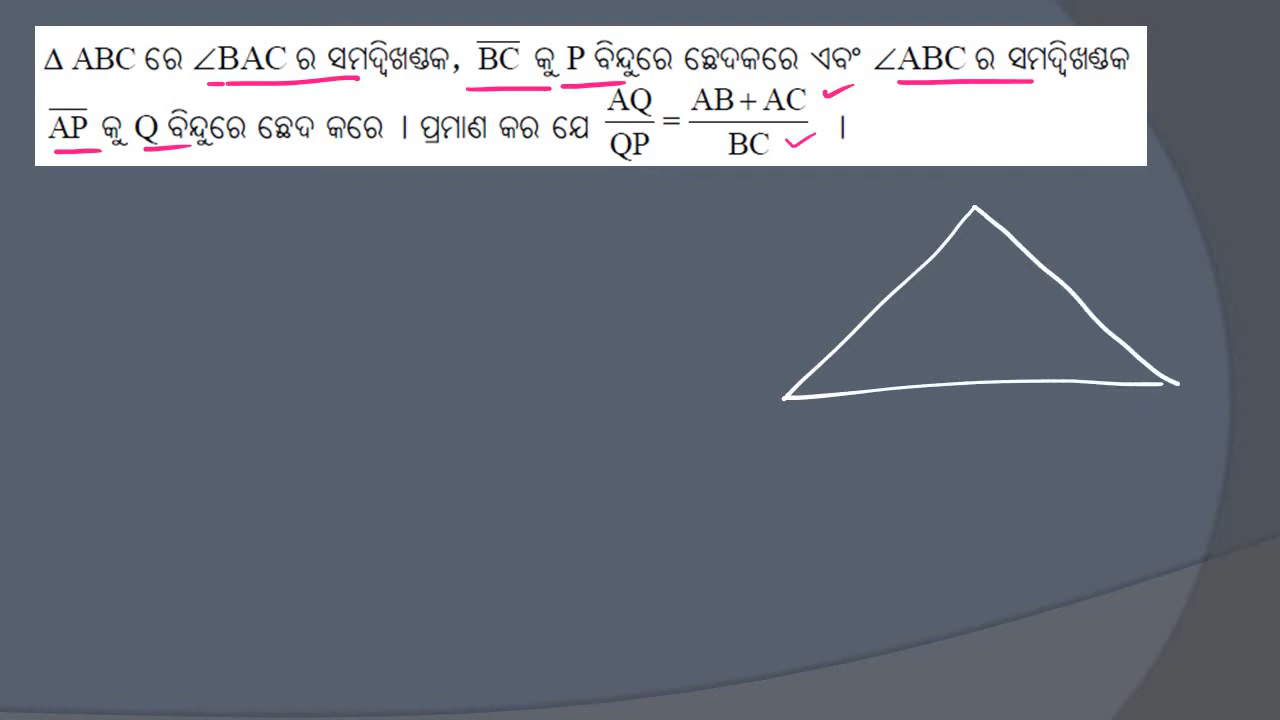 Δ ABC ରେ ∠BAC ର ସମଦ୍ବିଖଣ୍ଡକ, BC କୁ P ବିନ୍ଦୁରେ ଛେଦକରେ ଏବଂ ∠ABC ର ସମଦ୍ବିଖଣ୍ଡକ
AP କୁ Q ବିନ୍ଦୁରେ ଛେଦ କରେ । ପ୍ରମାଣ କର ଯେ AQ/QP = AB + AC/BC ।